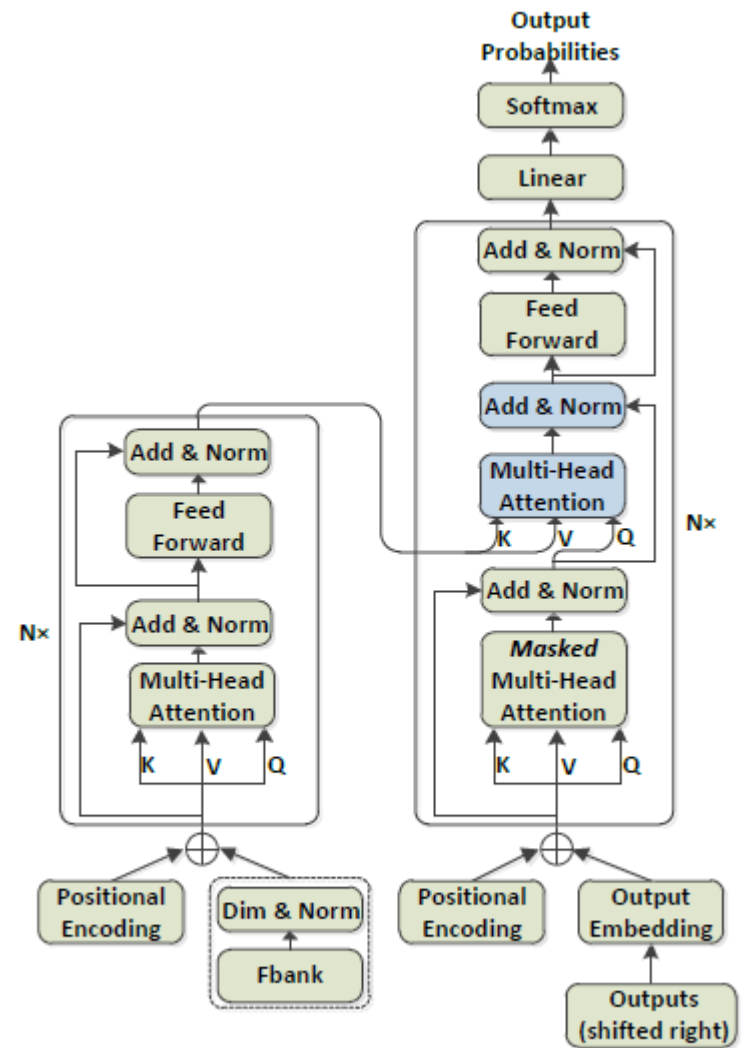 Output
Probabilities
Softmax
Linear
Add & Norm
Feed
Forward
Add & Norm
Multi-Head
Attention
K
V
Q
N×
Add & Norm
Masked
Multi-Head
Attention
K
V
Q
Add & Norm
Feed
Forward
Add & Norm
N×
Multi-Head
Attention
K
V
Q
Positional
Encoding
Dim & Norm
Fbank
Positional
Encoding
Output
Embedding
Outputs
(shifted right)